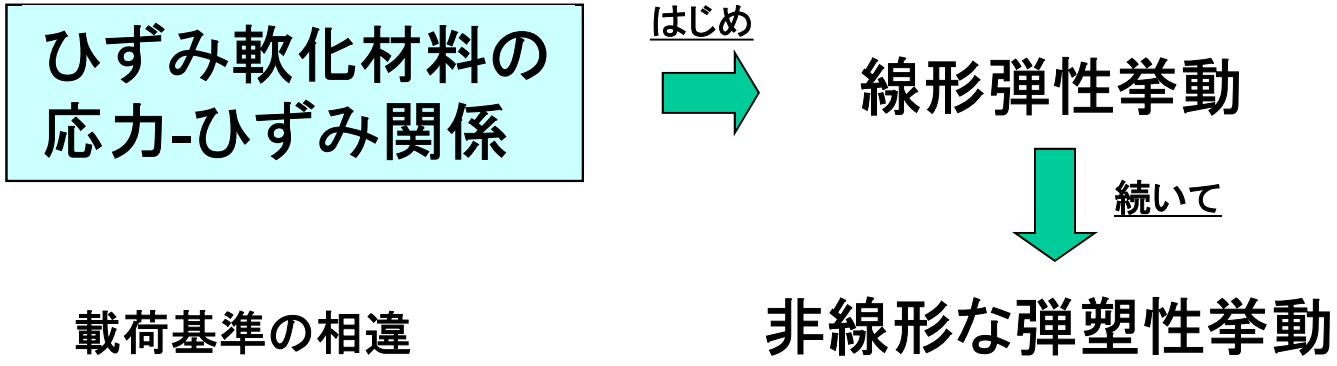 ひずみ軟化材料の
応力-ひずみ関係
はじめ
線形弾性挙動
続いて
非線形な弾塑性挙動
載荷基準の相違